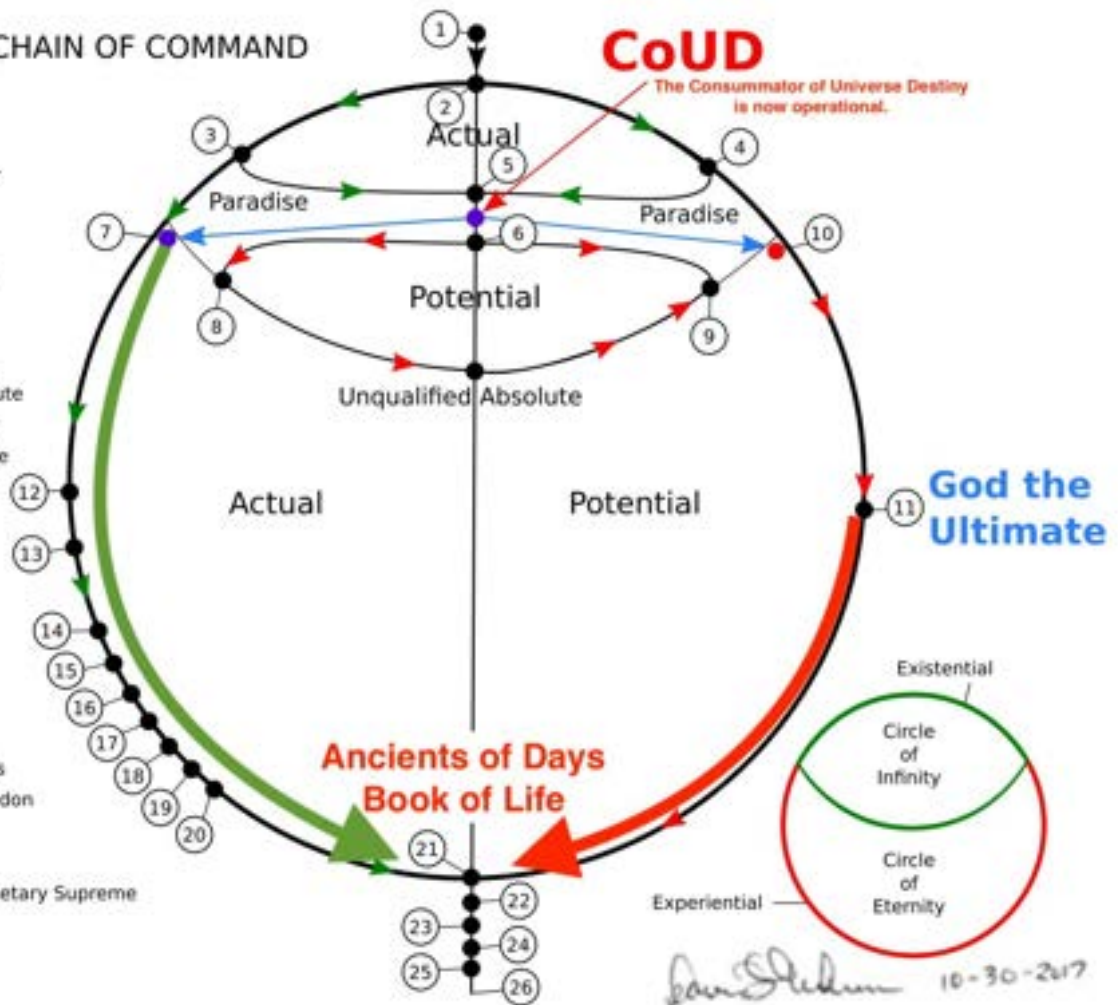 CHAIN OF COMMAND
1
CoUD
The Consummator of Universe Destiny
is now operational.
2
Actual
3
4
5
Paradise
Paradise
7
6
10
Potential
8
9
Unqualified Absolute
12
Actual
Potential
11
God the
Ultimate
13
14
15
16
17
18
19
20
Ancients of Days
Book of Life
21
22
23
24
25
26
Existential
Circle
of
Infinity
Circle
of
Eternity
Experiential
etary Supreme
10-30-2017